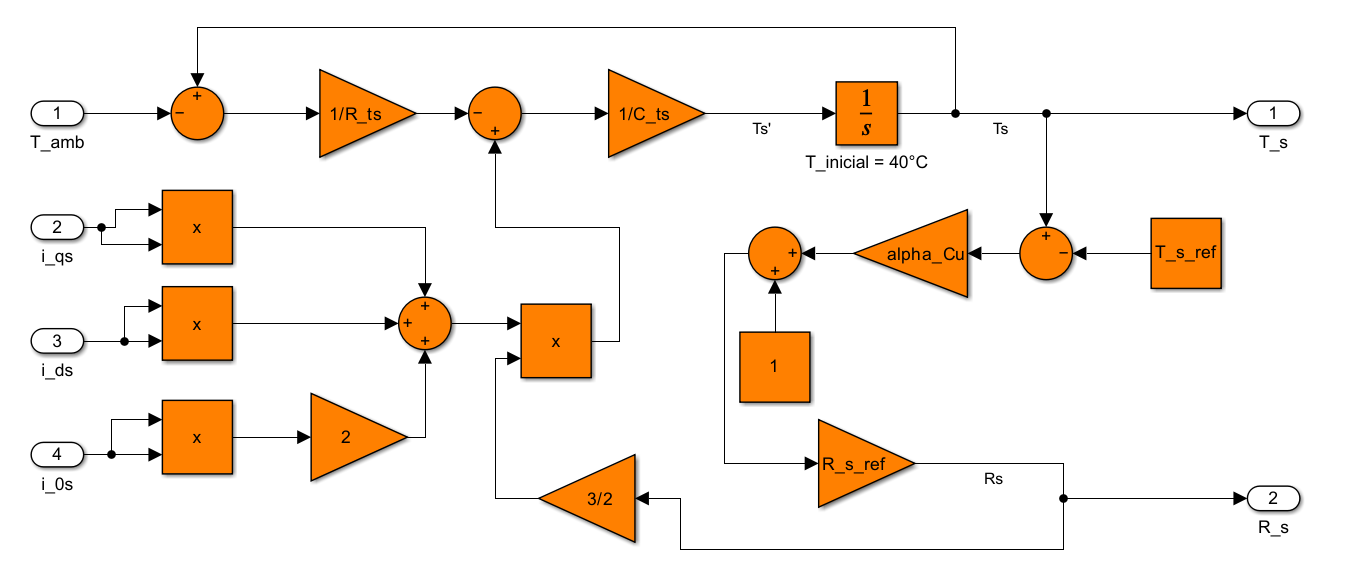 +
1
−
1/R_ts
−
+
1/C_ts
1
s
1
T_amb
Ts'
Ts
T_s
T_inicial = 40°C
2
x
i_qs
+
+
+
alpha_Cu
+
−
T_s_ref
3
x
i_ds
+
+
+
x
1
4
x
2
i_0s
R_s_ref
Rs
3/2
2
R_s